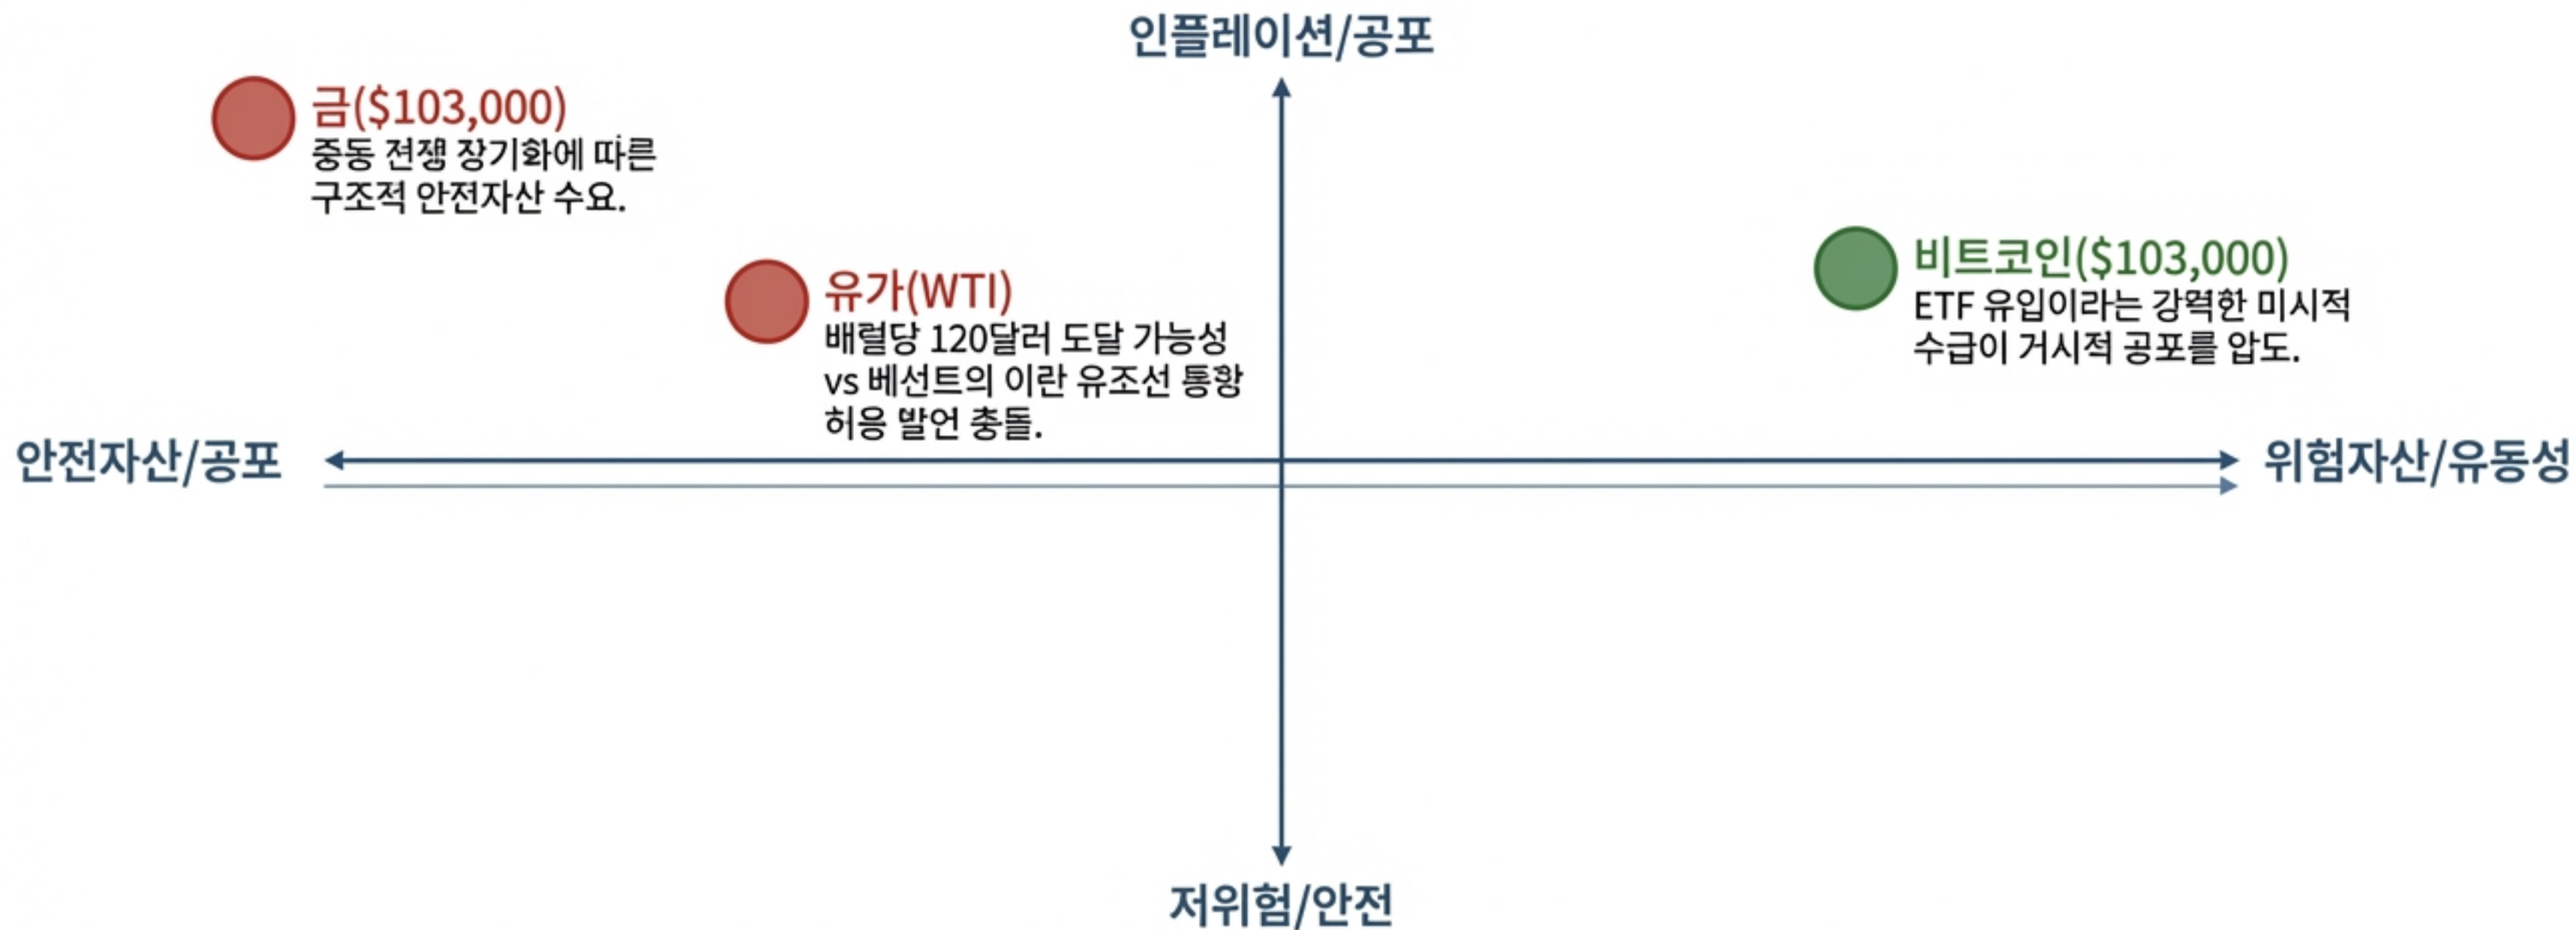 인플레이션/공포
금($103,000)
중동 전쟁 장기화에 따른
구조적 안전자산 수요.
비트코인($103,000)
ETF 유입이라는 강력한 미시적
수급이 거시적 공포를 압도.
유가(WTI)
배럴당 120달러 도달 가능성
vs 베선트의 이란 유조선 통항
허용 발언 충돌.
안전자산/공포
위험자산/유동성
저위험/안전